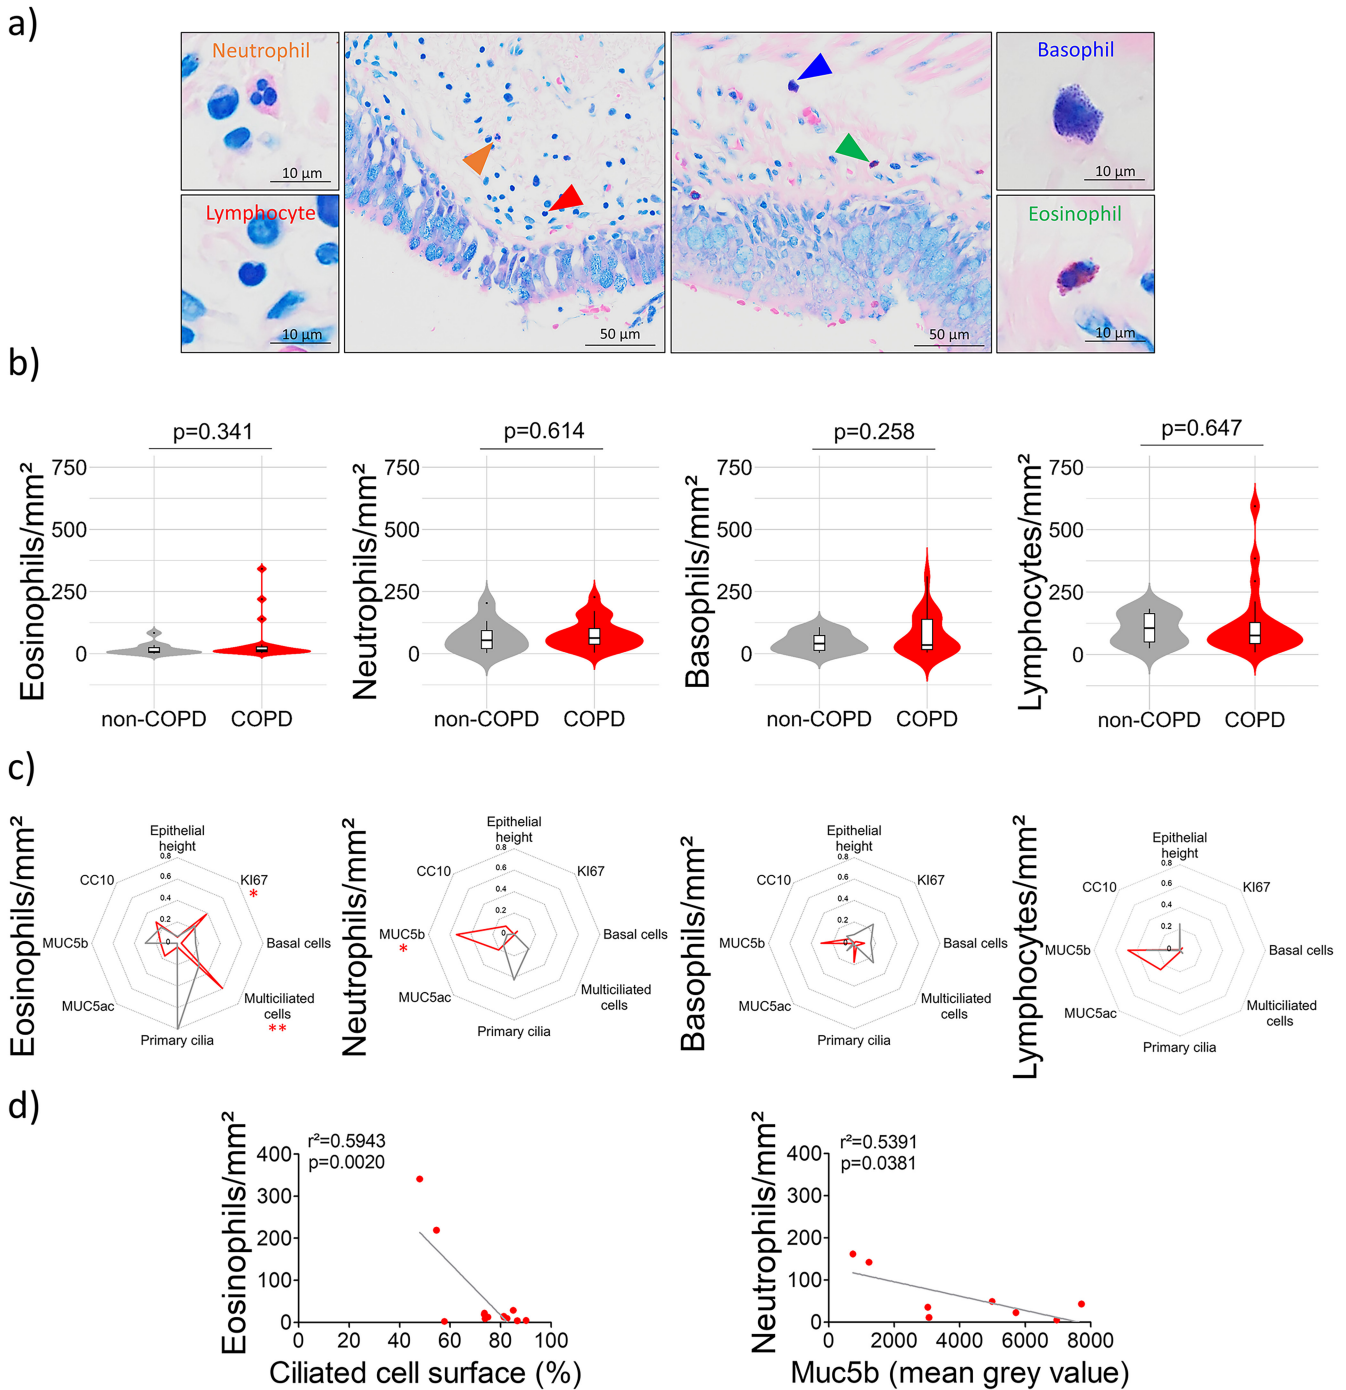 a)
Neutrophil
10 µm
Lymphocyte
10 µm
50 µm
50 µm
Basophil
10 µm
Eosinophil
10 µm
b)
Eosinophils/mm²
p=0.341
750
500
250
0
non-COPD
COPD
Neutrophils/mm²
p=0.614
750
500
250
0
non-COPD
COPD
Basophils/mm²
p=0.258
750
500
250
0
non-COPD
COPD
Lymphocytes/mm²
p=0.647
750
500
250
0
non-COPD
COPD
c)
Eosinophils/mm²
Epithelial
height
0.8
0.6
0.4
0.2
0
KI67
*
Basal cells
Multiciliated
cells
**
Primary cilia
MUC5ac
MUC5b
CC10
Neutrophils/mm²
Epithelial
height
0.8
0.6
0.4
0.2
0
KI67
Basal cells
Multiciliated
cells
Primary cilia
MUC5ac
MUC5b
*
CC10
Basophils/mm²
Epithelial
height
0.8
0.6
0.4
0.2
0
KI67
Basal cells
Multiciliated
cells
Primary cilia
MUC5ac
MUC5b
CC10
Lymphocytes/mm²
Epithelial
height
0.8
0.6
0.4
0.2
0
KI67
Basal cells
Multiciliated
cells
Primary cilia
MUC5ac
MUC5b
CC10
d)
Eosinophils/mm²
r²=0.5943
p=0.0020
400
300
200
100
0
0 20 40 60 80 100
Ciliated cell surface (%)
Neutrophils/mm²
r²=0.5391
p=0.0381
400
300
200
100
0
0 2000 4000 6000 8000
Muc5b (mean grey value)